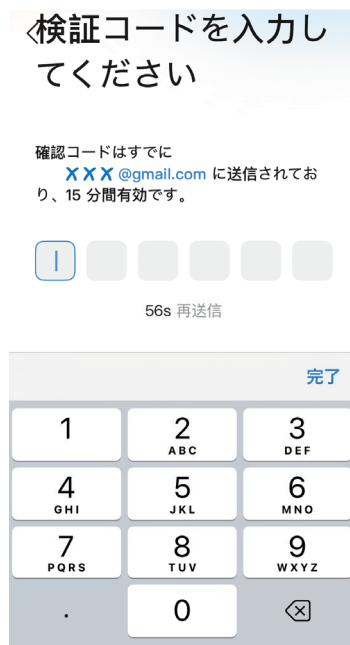 検証コードを入力し
てください
確認コードはすでに
XXX @gmail.com に送信されてお
り、15 分間有効です。
56s 再送信
完了
1 2 3
ABC DEF
4 5 6
GHI JKL MNO
7 8 9
PQRS TUV WXYZ
. 0